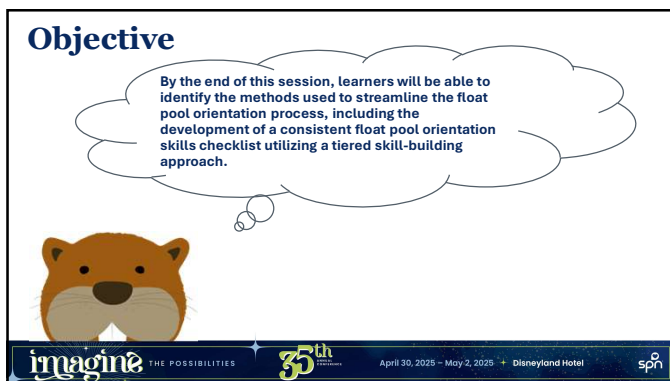 Objective
By the end of this session, learners will be able to
identify the methods used to streamline the float
pool orientation process, including the
development of a consistent float pool orientation
skills checklist utilizing a tiered skill-building
approach.
imagine THE POSSIBILITIES 35th ANNUAL CONFERENCE April 30, 2025 – May 2, 2025 + Disneyland Hotel spn